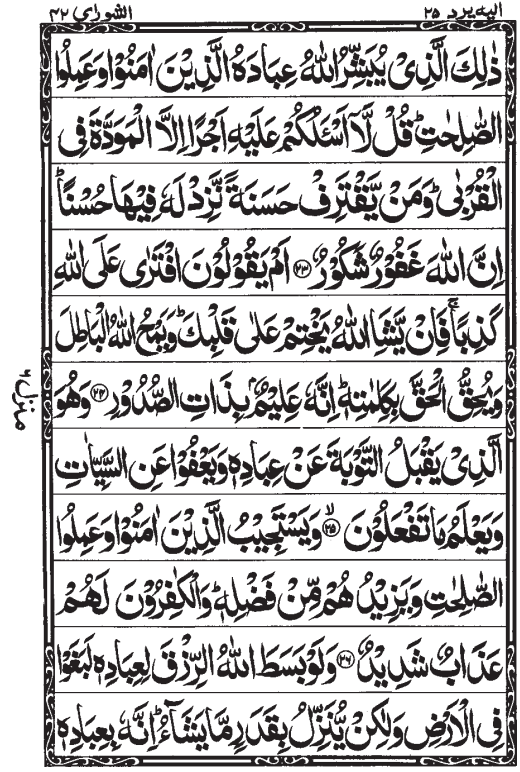 الیه یرد ۲۵
الشورٰی ۴۲
ذٰلِكَ الَّذِیْ یُبَشِّرُ اللّٰهُ عِبَادَهُ الَّذِیْنَ اٰمَنُوْا وَعَمِلُوا
الصّٰلِحٰتِ ؕ قُلْ لَّاۤ اَسْـَٔلُكُمْ عَلَیْهِ اَجْرًا اِلَّا الْمَوَدَّةَ فِی
الْقُرْبٰی ؕ وَمَنْ یَّقْتَرِفْ حَسَنَةً نَّزِدْ لَهٗ فِیْهَا حُسْنًا ؕ
اِنَّ اللّٰهَ غَفُوْرٌ شَكُوْرٌ ﴿۲۳﴾ اَمْ یَقُوْلُوْنَ افْتَرٰی عَلَی اللّٰهِ
كَذِبًا ۚ فَاِنْ یَّشَاِ اللّٰهُ یَخْتِمْ عَلٰی قَلْبِكَ ؕ وَیَمْحُ اللّٰهُ الْبَاطِلَ
وَیُحِقُّ الْحَقَّ بِكَلِمٰتِهٖ ؕ اِنَّهٗ عَلِیْمٌۢ بِذَاتِ الصُّدُوْرِ ﴿۲۴﴾ وَهُوَ
الَّذِیْ یَقْبَلُ التَّوْبَةَ عَنْ عِبَادِهٖ وَیَعْفُوْا عَنِ السَّیِّاٰتِ
وَیَعْلَمُ مَا تَفْعَلُوْنَ ۙ﴿۲۵﴾ وَیَسْتَجِیْبُ الَّذِیْنَ اٰمَنُوْا وَعَمِلُوا
الصّٰلِحٰتِ وَیَزِیْدُهُمْ مِّنْ فَضْلِهٖ ؕ وَالْكٰفِرُوْنَ لَهُمْ
عَذَابٌ شَدِیْدٌ ﴿۲۶﴾ وَلَوْ بَسَطَ اللّٰهُ الرِّزْقَ لِعِبَادِهٖ لَبَغَوْا
فِی الْاَرْضِ وَلٰكِنْ یُّنَزِّلُ بِقَدَرٍ مَّا یَشَآءُ ؕ اِنَّهٗ بِعِبَادِهٖ
منزل ۶